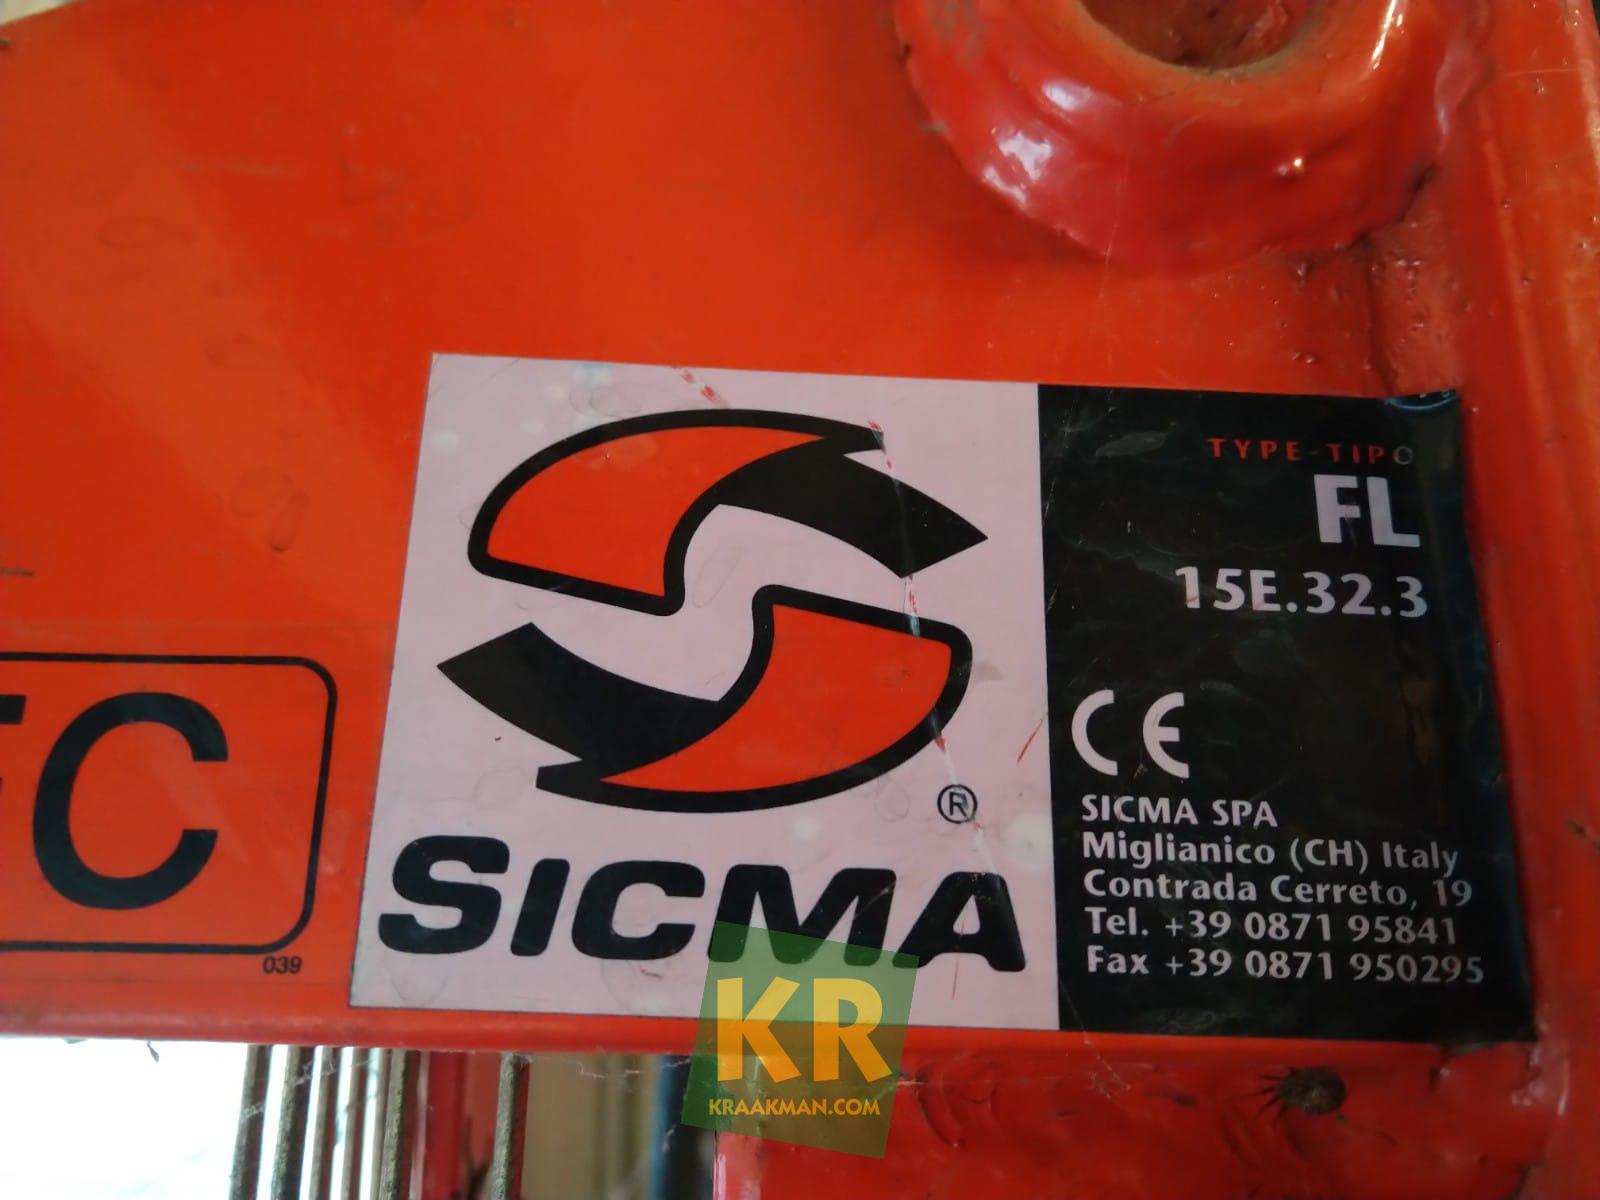 TYPE-TIPO
FL
15E.32.3
CE
SICMA SPA
Miglianico (CH) Italy
Contrada Cerreto, 19
Tel. +39 0871 95841
Fax +39 0871 950295
®
SICMA
C
039
KR
KRAAKMAN.COM